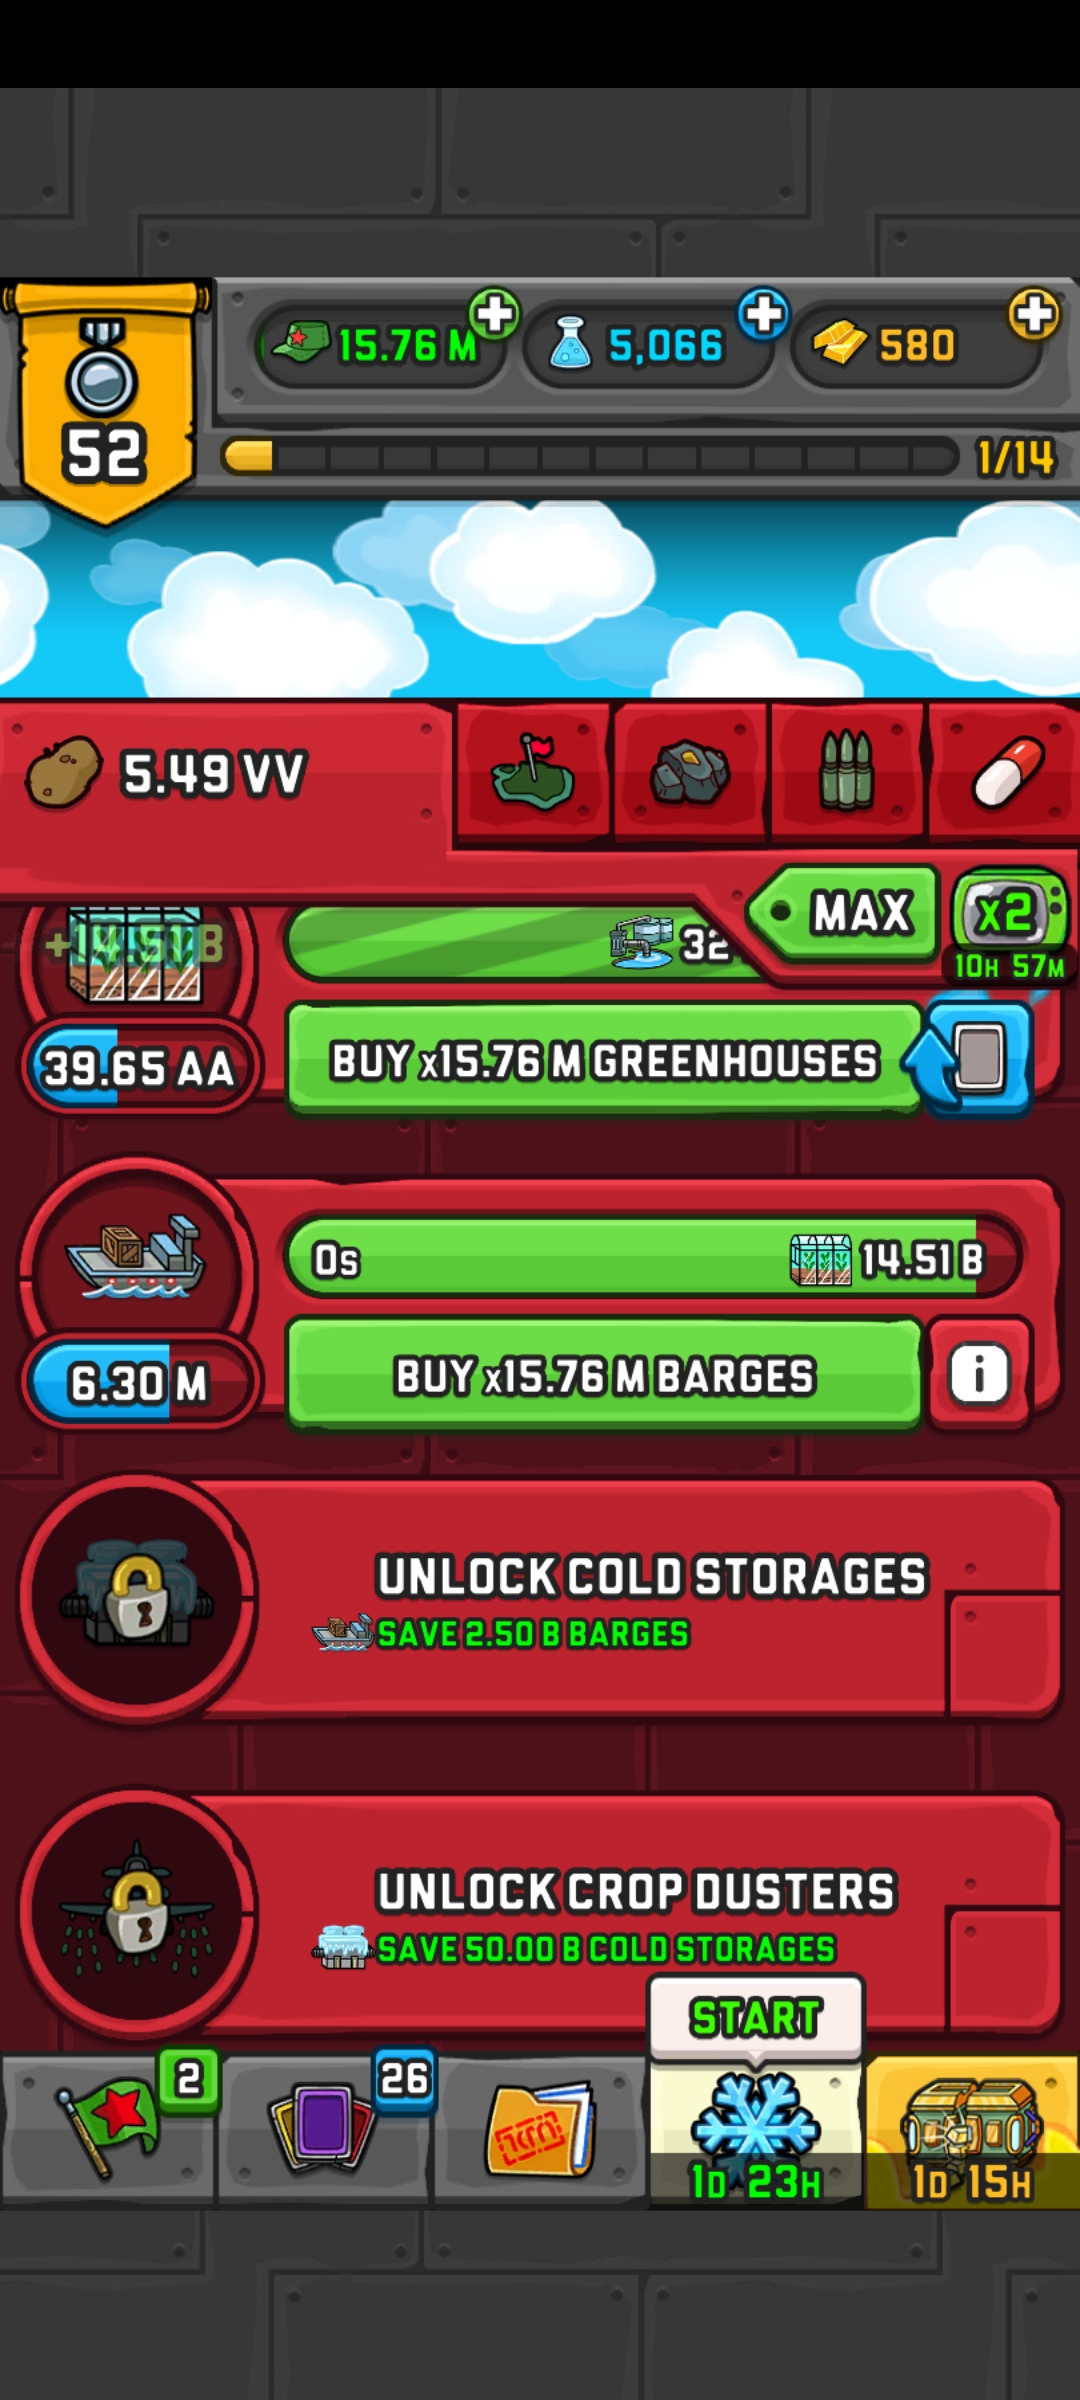 15.76 M
5,066
580
52
1/14
5.49 VV
MAX
x2
10H 57M
+14.51 B
32
39.65 AA
BUY x15.76 M GREENHOUSES
0s
14.51 B
6.30 M
BUY x15.76 M BARGES
i
UNLOCK COLD STORAGES
SAVE 2.50 B BARGES
UNLOCK CROP DUSTERS
SAVE 50.00 B COLD STORAGES
START
2
26
1D 23H
1D 15H